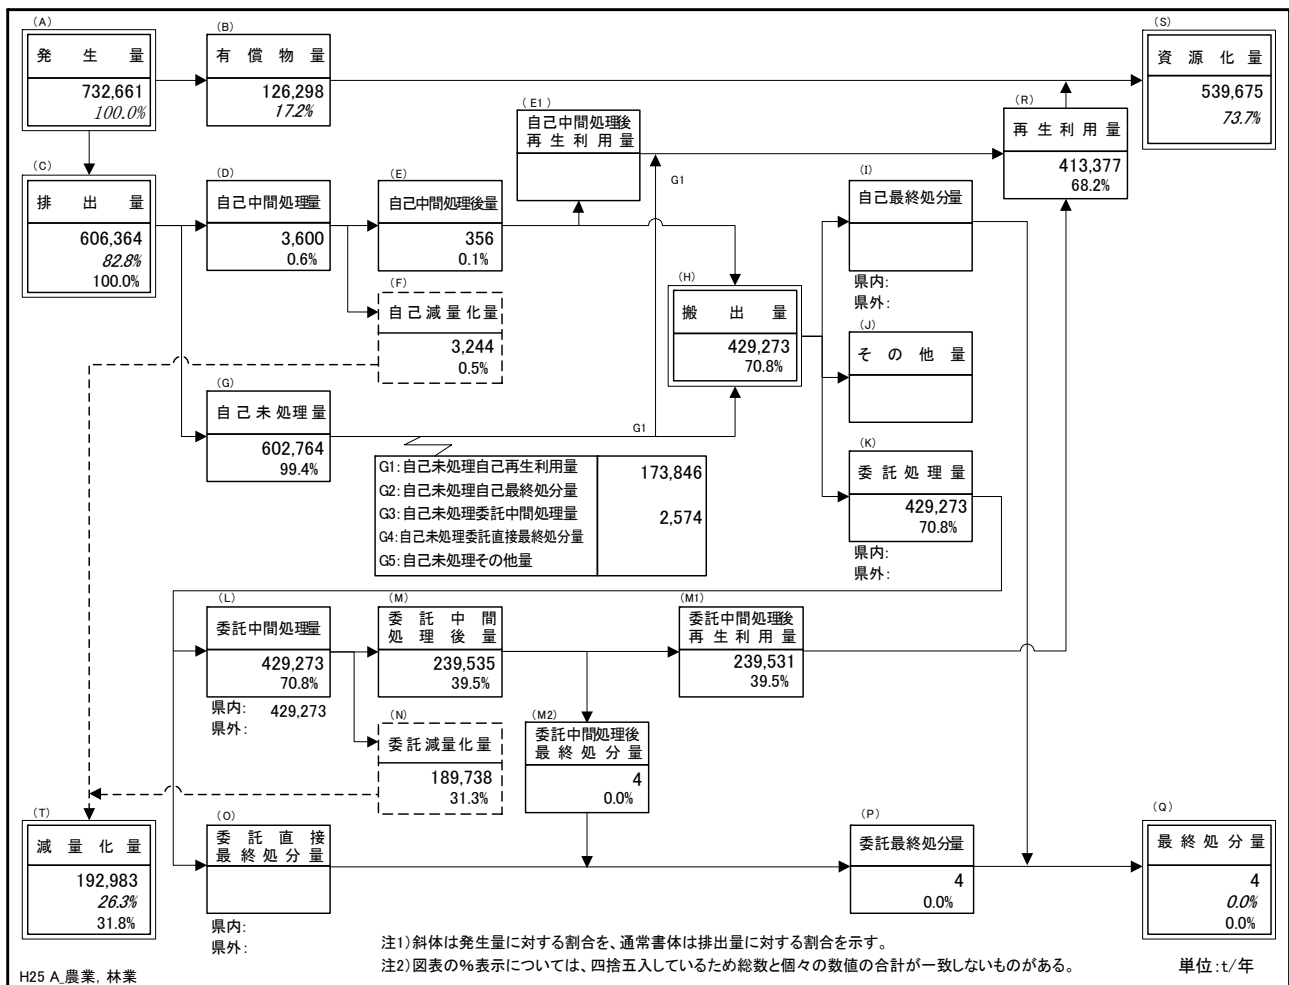 (A)
発生量
732,661
100.0%
(B)
有償物量
126,298
17.2%
(S)
資源化量
539,675
73.7%
(E1)
自己中間処理後
再生利用量
(R)
再生利用量
413,377
68.2%
(C)
排出量
606,364
82.8%
100.0%
(D)
自己中間処理量
3,600
0.6%
(E)
自己中間処理後量
356
0.1%
G1
(I)
自己最終処分量
県内:
県外:
(F)
自己減量化量
3,244
0.5%
(H)
搬出量
429,273
70.8%
(J)
その他量
(G)
自己未処理量
602,764
99.4%
G1
G1:自己未処理自己再生利用量 173,846
G2:自己未処理自己最終処分量
G3:自己未処理委託中間処理量 2,574
G4:自己未処理委託直接最終処分量
G5:自己未処理その他量
(K)
委託処理量
429,273
70.8%
県内:
県外:
(L)
委託中間処理量
429,273
70.8%
県内: 429,273
県外:
(M)
委託中間
処理後量
239,535
39.5%
(M1)
委託中間処理後
再生利用量
239,531
39.5%
(N)
委託減量化量
189,738
31.3%
(M2)
委託中間処理後
最終処分量
4
0.0%
(T)
減量化量
192,983
26.3%
31.8%
(O)
委託直接
最終処分量
県内:
県外:
(P)
委託最終処分量
4
0.0%
(Q)
最終処分量
4
0.0%
0.0%
注1)斜体は発生量に対する割合を、通常書体は排出量に対する割合を示す。
注2)図表の%表示については、四捨五入しているため総数と個々の数値の合計が一致しないものがある。
単位:t/年
H25 A_農業, 林業